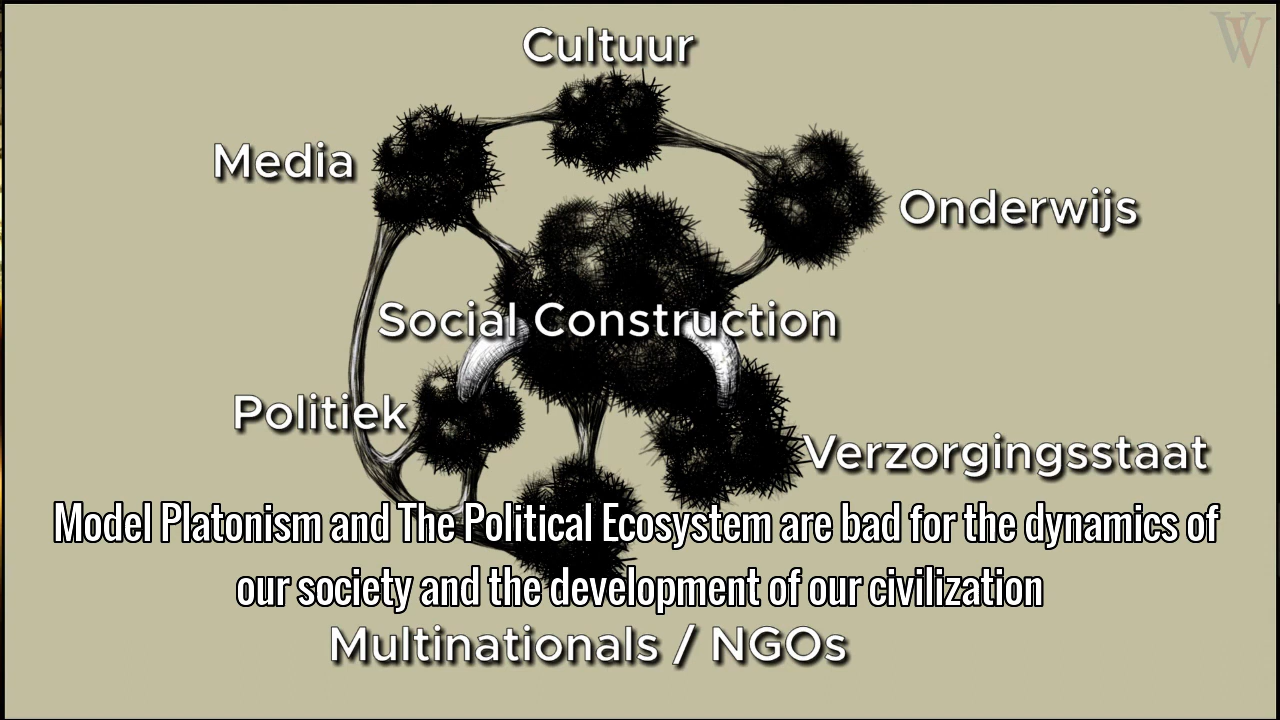 Cultuur
Media
Onderwijs
Social Construction
Politiek
Verzorgingsstaat
Model Platonism and The Political Ecosystem are bad for the dynamics of
our society and the development of our civilization
Multinationals / NGOs
W